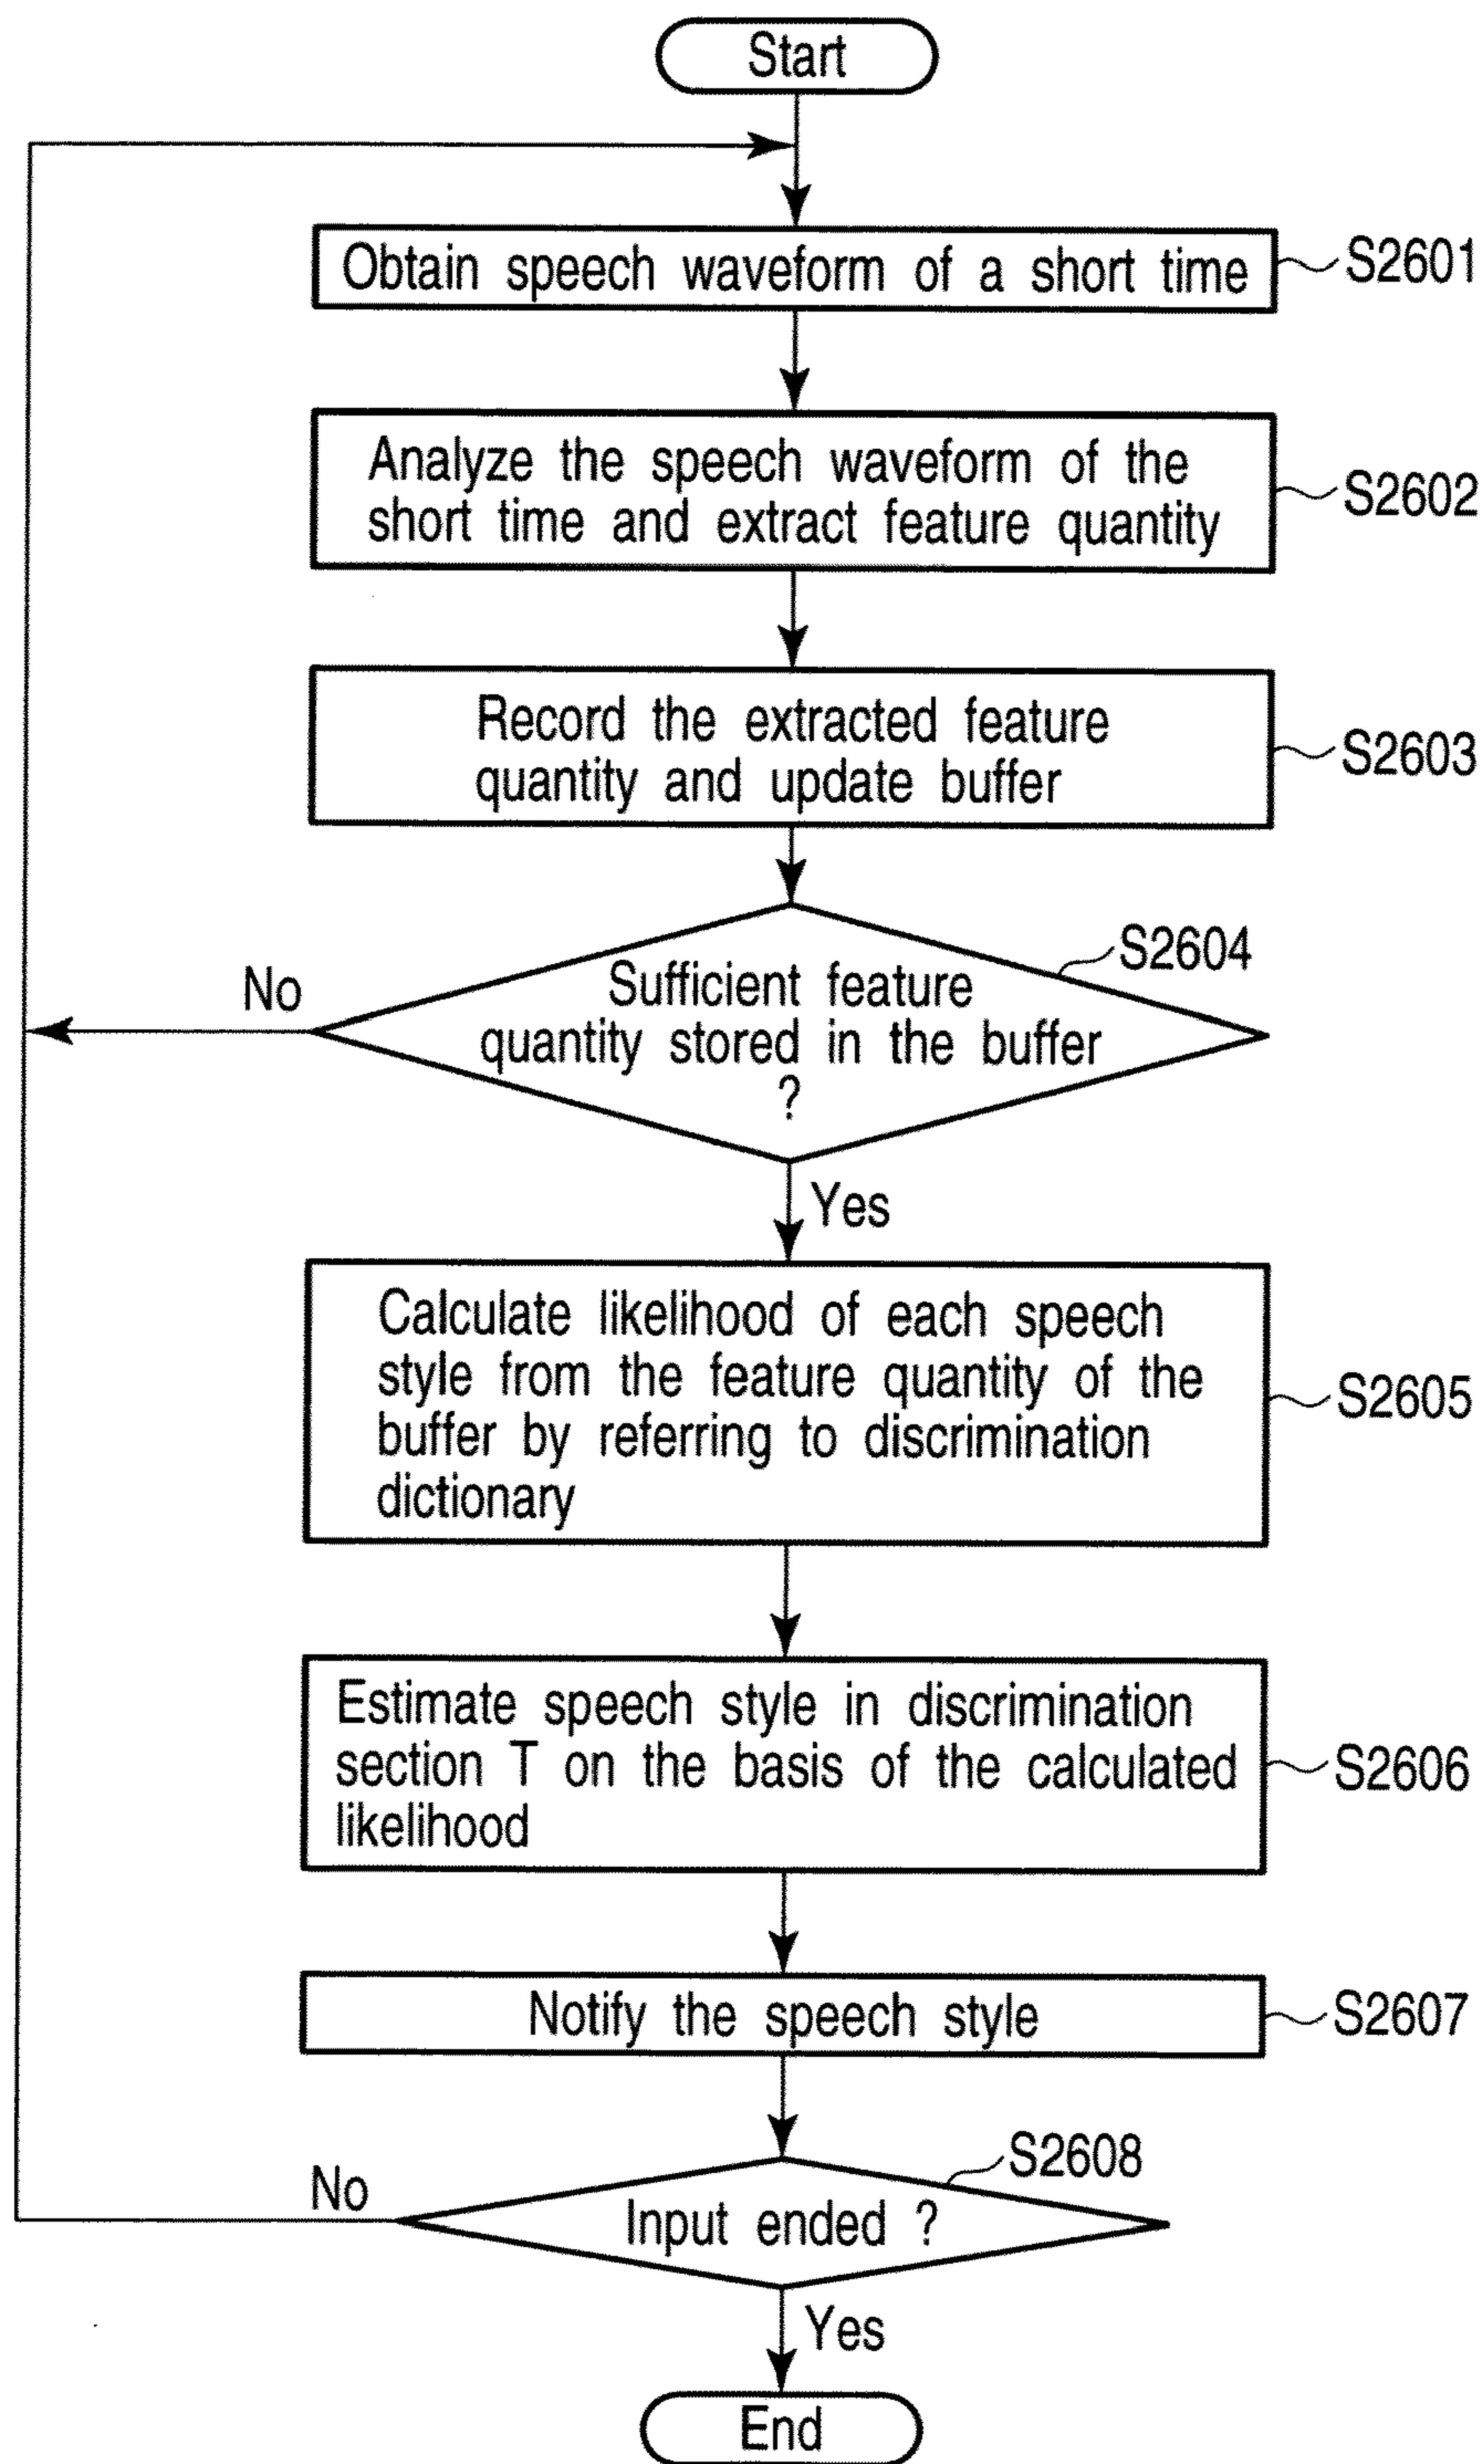 Start
Obtain speech waveform of a short time
S2601
Analyze the speech waveform of the
short time and extract feature quantity
S2602
Record the extracted feature
quantity and update buffer
S2603
S2604
Sufficient feature
quantity stored in the buffer
?
No
Yes
Calculate likelihood of each speech
style from the feature quantity of the
buffer by referring to discrimination
dictionary
S2605
Estimate speech style in discrimination
section T on the basis of the calculated
likelihood
S2606
Notify the speech style
S2607
S2608
Input ended ?
No
Yes
End